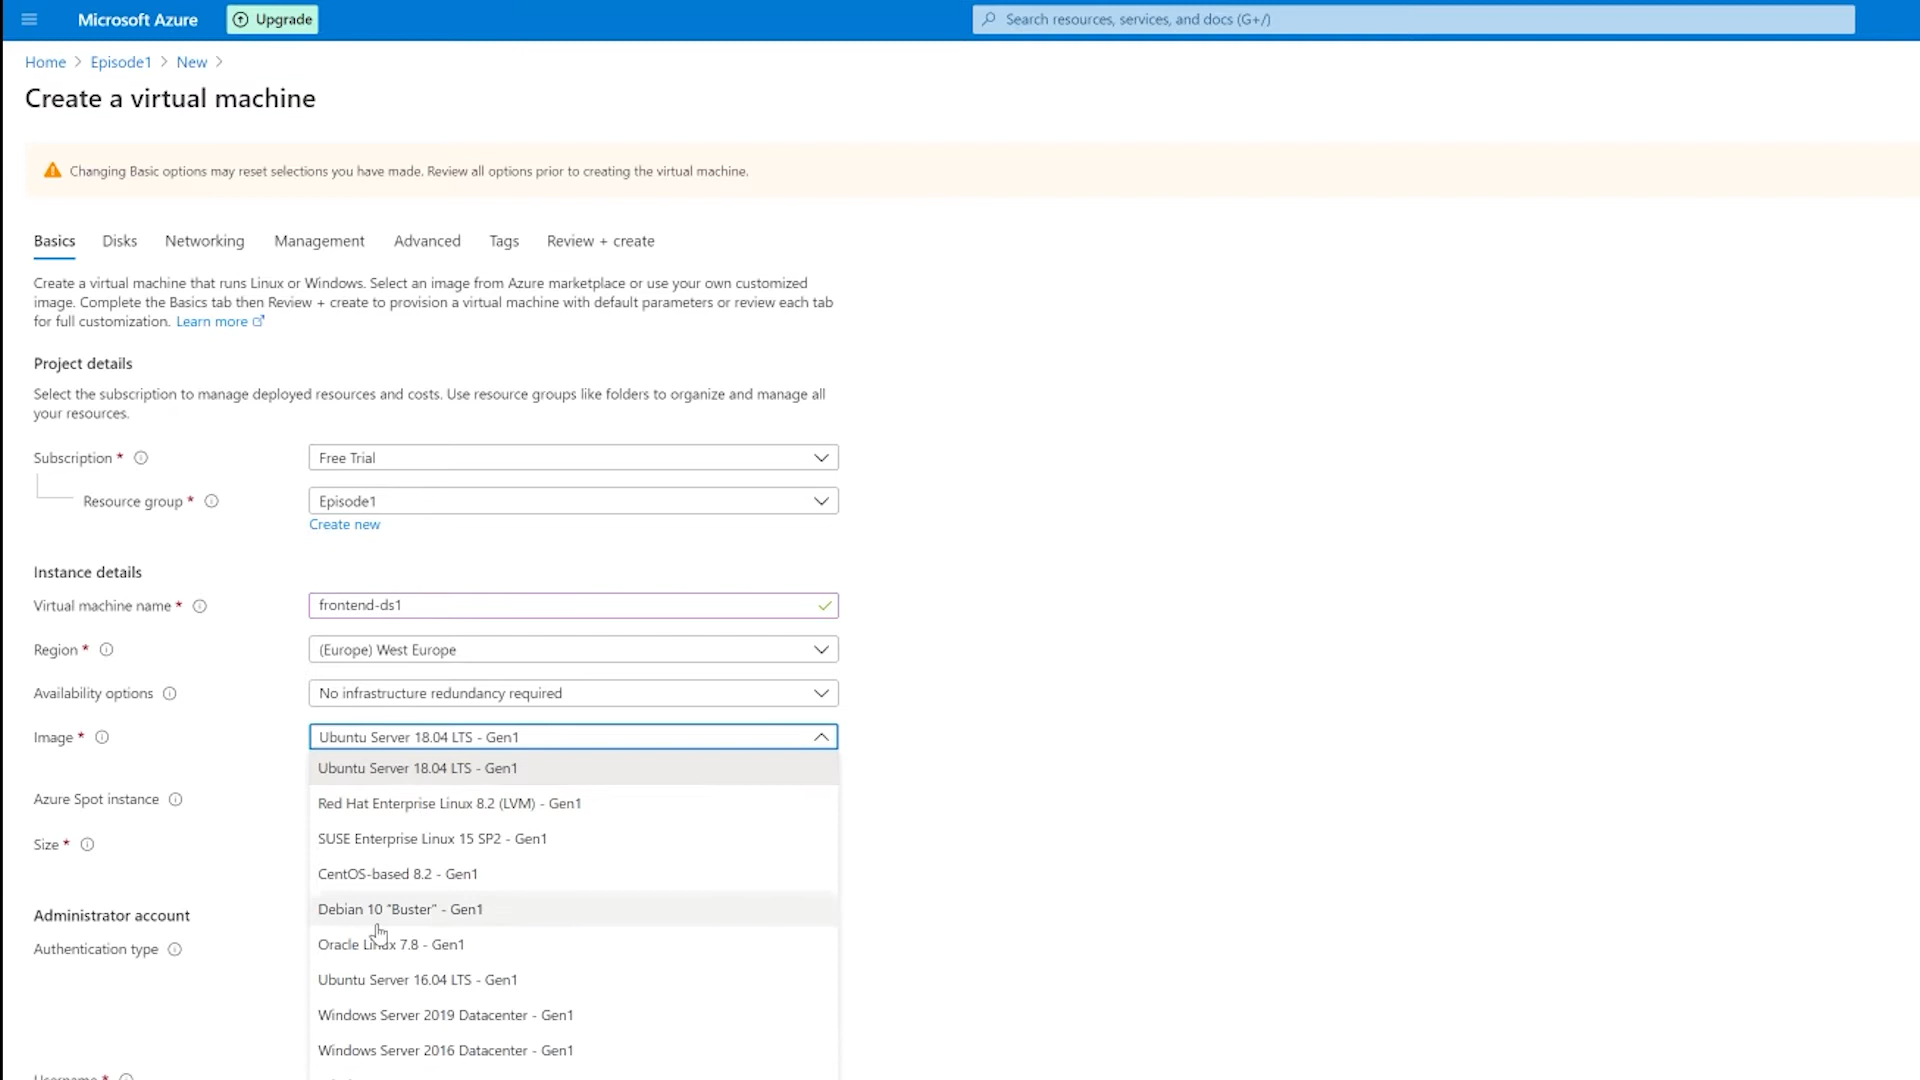 Microsoft Azure
Upgrade
Search resources, services, and docs (G+/)
Home > Episode1 > New >
Create a virtual machine
Changing Basic options may reset selections you have made. Review all options prior to creating the virtual machine.
Basics Disks Networking Management Advanced Tags Review + create
Create a virtual machine that runs Linux or Windows. Select an image from Azure marketplace or use your own customized
image. Complete the Basics tab then Review + create to provision a virtual machine with default parameters or review each tab
for full customization. Learn more
Project details
Select the subscription to manage deployed resources and costs. Use resource groups like folders to organize and manage all
your resources.
Subscription * Free Trial
Resource group * Episode1
Create new
Instance details
Virtual machine name * frontend-ds1
Region * (Europe) West Europe
Availability options No infrastructure redundancy required
Image * Ubuntu Server 18.04 LTS - Gen1
Ubuntu Server 18.04 LTS - Gen1
Azure Spot instance
Red Hat Enterprise Linux 8.2 (LVM) - Gen1
Size *
SUSE Enterprise Linux 15 SP2 - Gen1
CentOS-based 8.2 - Gen1
Administrator account
Debian 10 "Buster" - Gen1
Authentication type
Oracle Linux 7.8 - Gen1
Ubuntu Server 16.04 LTS - Gen1
Windows Server 2019 Datacenter - Gen1
Windows Server 2016 Datacenter - Gen1
Username *